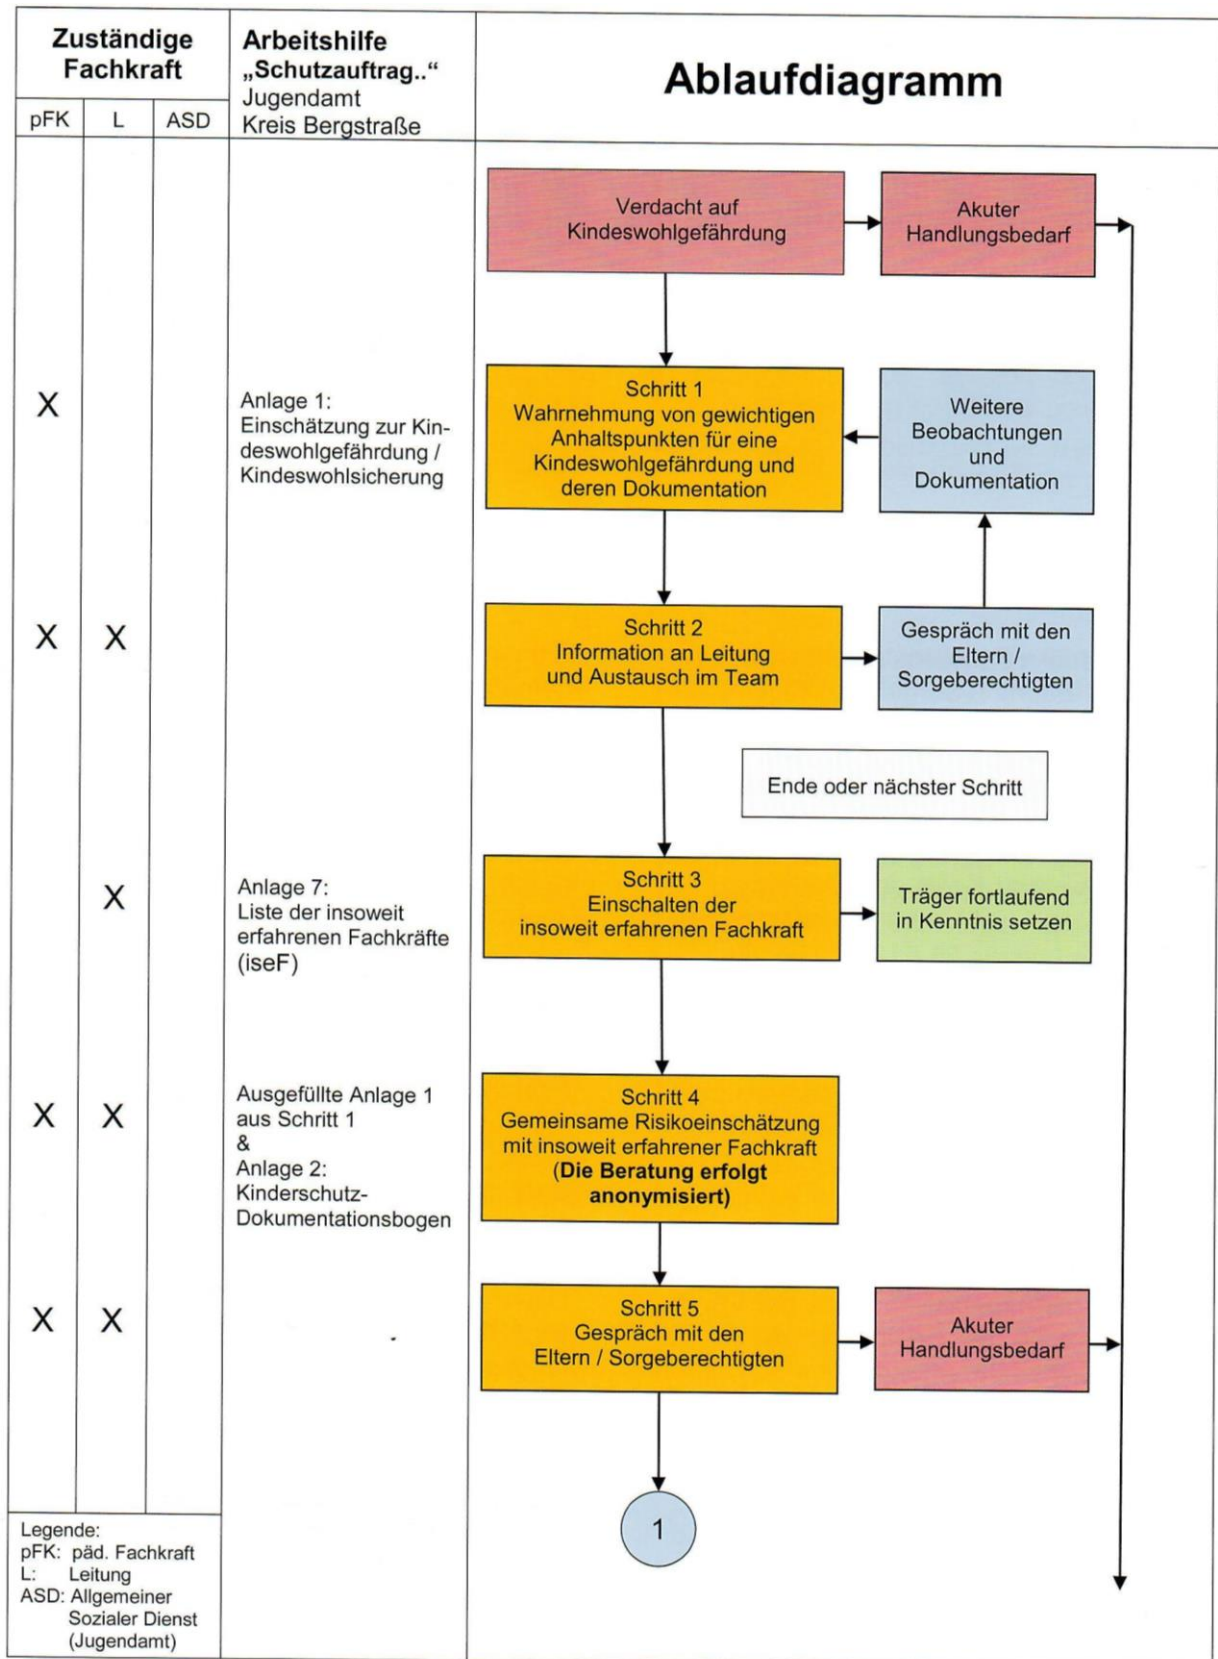 Zuständige
Fachkraft
pFK
L
ASD
Arbeitshilfe
„Schutzauftrag..“
Jugendamt
Kreis Bergstraße
Ablaufdiagramm
Verdacht auf
Kindeswohlgefährdung
Akuter
Handlungsbedarf
X
Anlage 1:
Einschätzung zur Kin-
deswohlgefährdung /
Kindeswohlsicherung
Schritt 1
Wahrnehmung von gewichtigen
Anhaltspunkten für eine
Kindeswohlgefährdung und
deren Dokumentation
Weitere
Beobachtungen
und
Dokumentation
X
X
Schritt 2
Information an Leitung
und Austausch im Team
Gespräch mit den
Eltern /
Sorgeberechtigten
Ende oder nächster Schritt
X
Anlage 7:
Liste der insoweit
erfahrenen Fachkräfte
(iseF)
Schritt 3
Einschalten der
insoweit erfahrenen Fachkraft
Träger fortlaufend
in Kenntnis setzen
X
X
Ausgefüllte Anlage 1
aus Schritt 1
&
Anlage 2:
Kinderschutz-
Dokumentationsbogen
Schritt 4
Gemeinsame Risikoeinschätzung
mit insoweit erfahrener Fachkraft
(Die Beratung erfolgt
anonymisiert)
X
X
Schritt 5
Gespräch mit den
Eltern / Sorgeberechtigten
Akuter
Handlungsbedarf
1
Legende:
pFK: päd. Fachkraft
L: Leitung
ASD: Allgemeiner
Sozialer Dienst
(Jugendamt)